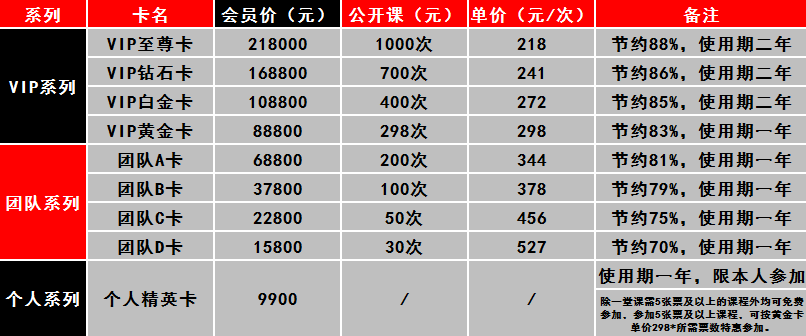 系列 卡名 会员价（元） 公开课（元） 单价（元/次） 备注
VIP系列
VIP至尊卡 218000 1000次 218 节约88%，使用期二年
VIP钻石卡 168800 700次 241 节约86%，使用期二年
VIP白金卡 108800 400次 272 节约85%，使用期二年
VIP黄金卡 88800 298次 298 节约83%，使用期一年
团队系列
团队A卡 68800 200次 344 节约81%，使用期一年
团队B卡 37800 100次 378 节约79%，使用期一年
团队C卡 22800 50次 456 节约75%，使用期一年
团队D卡 15800 30次 527 节约70%，使用期一年
个人系列 个人精英卡 9900 / /
使用期一年，限本人参加
除一堂课需5张票及以上的课程外均可免费
参加，参加5张票及以上课程，可按黄金卡
单价298*所需票数特惠参加。